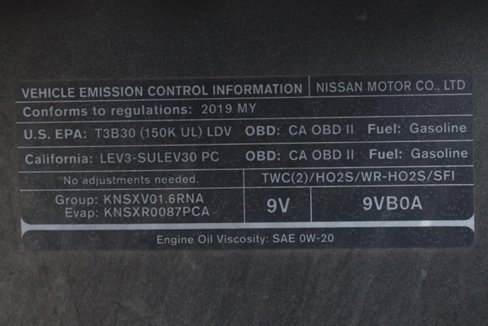 VEHICLE EMISSION CONTROL INFORMATION NISSAN MOTOR CO., LTD
Conforms to regulations: 2019 MY
U.S. EPA: T3B30 (150K UL) LDV OBD: CA OBD II Fuel: Gasoline
California: LEV3-SULEV30 PC OBD: CA OBD II Fuel: Gasoline
No adjustments needed. TWC(2)/HO2S/WR-HO2S/SFI
Group: KNSXV01.6RNA
Evap: KNSXR0087PCA
9V 9VB0A
Engine Oil Viscosity: SAE 0W-20